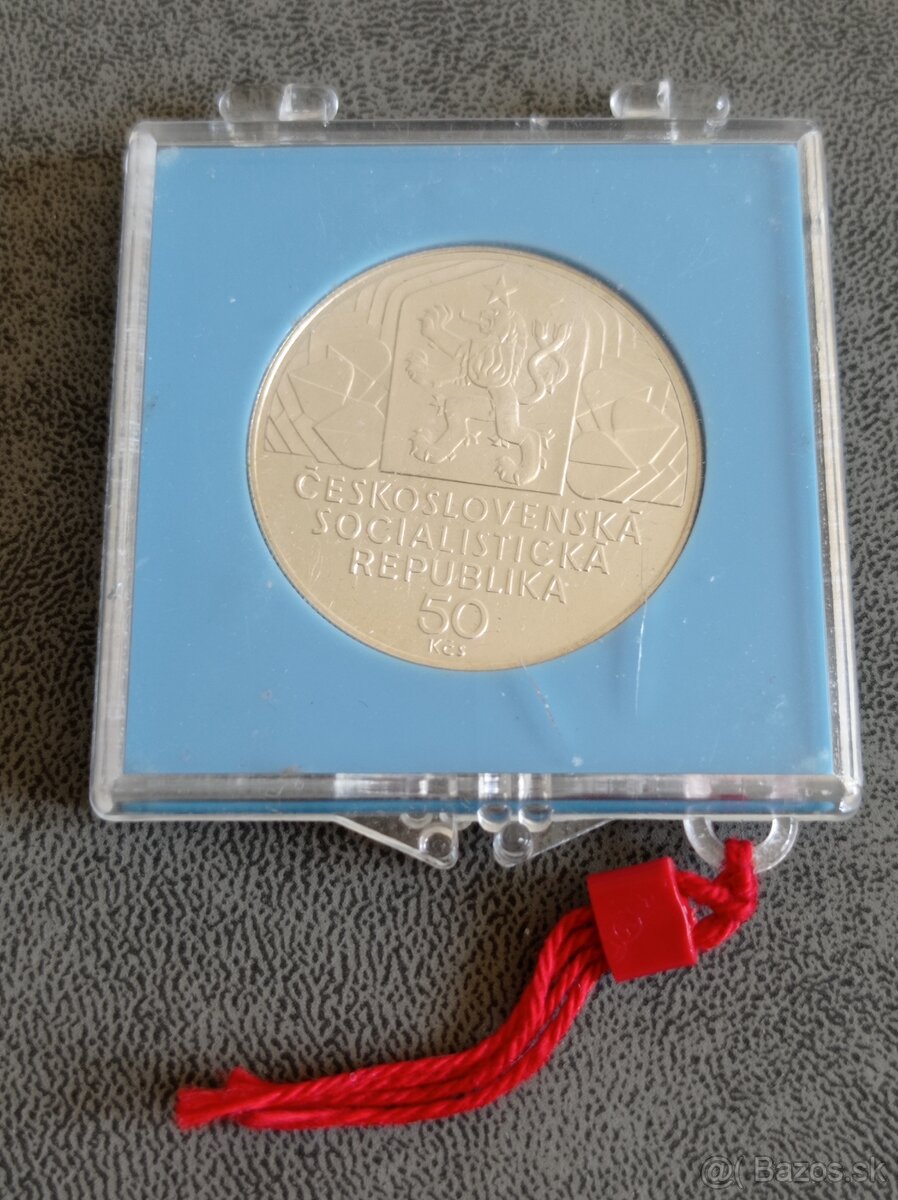 ČESKOSLOVENSKÁ
SOCIALISTICKÁ
REPUBLIKA
50
Kčs
@( Bazos.sk